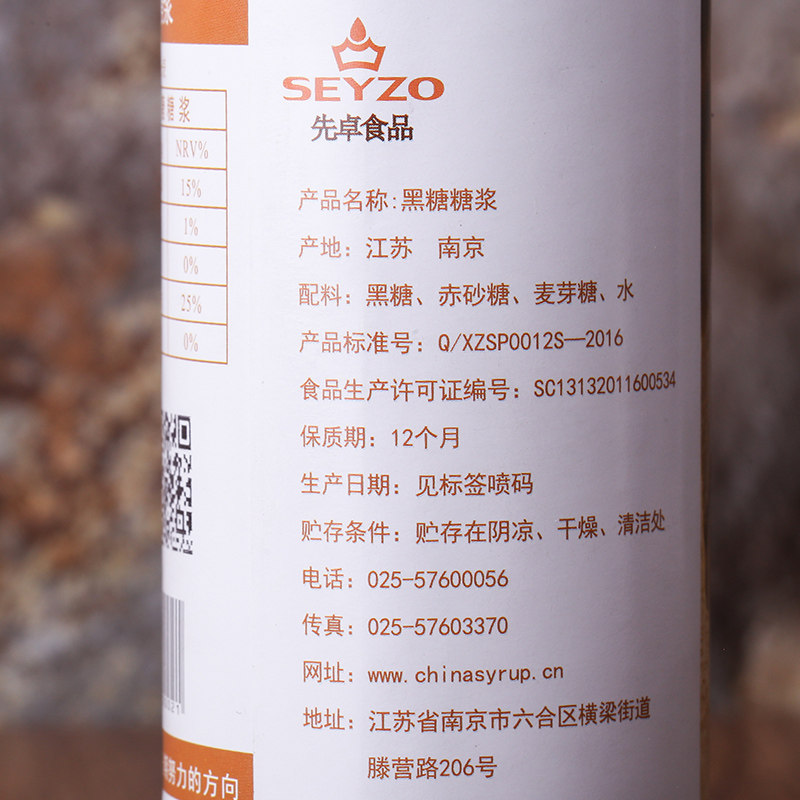 浆
糖浆
NRV%
15%
1%
0%
25%
0%
努力的方向
SEYZO
先卓食品
产品名称:黑糖糖浆
产地：江苏 南京
配料：黑糖、赤砂糖、麦芽糖、水
产品标准号：Q/XZSP0012S—2016
食品生产许可证编号：SC13132011600534
保质期：12个月
生产日期：见标签喷码
贮存条件：贮存在阴凉、干燥、清洁处
电话：025-57600056
传真：025-57603370
网址：www.chinasyrup.cn
地址：江苏省南京市六合区横梁街道
滕营路206号